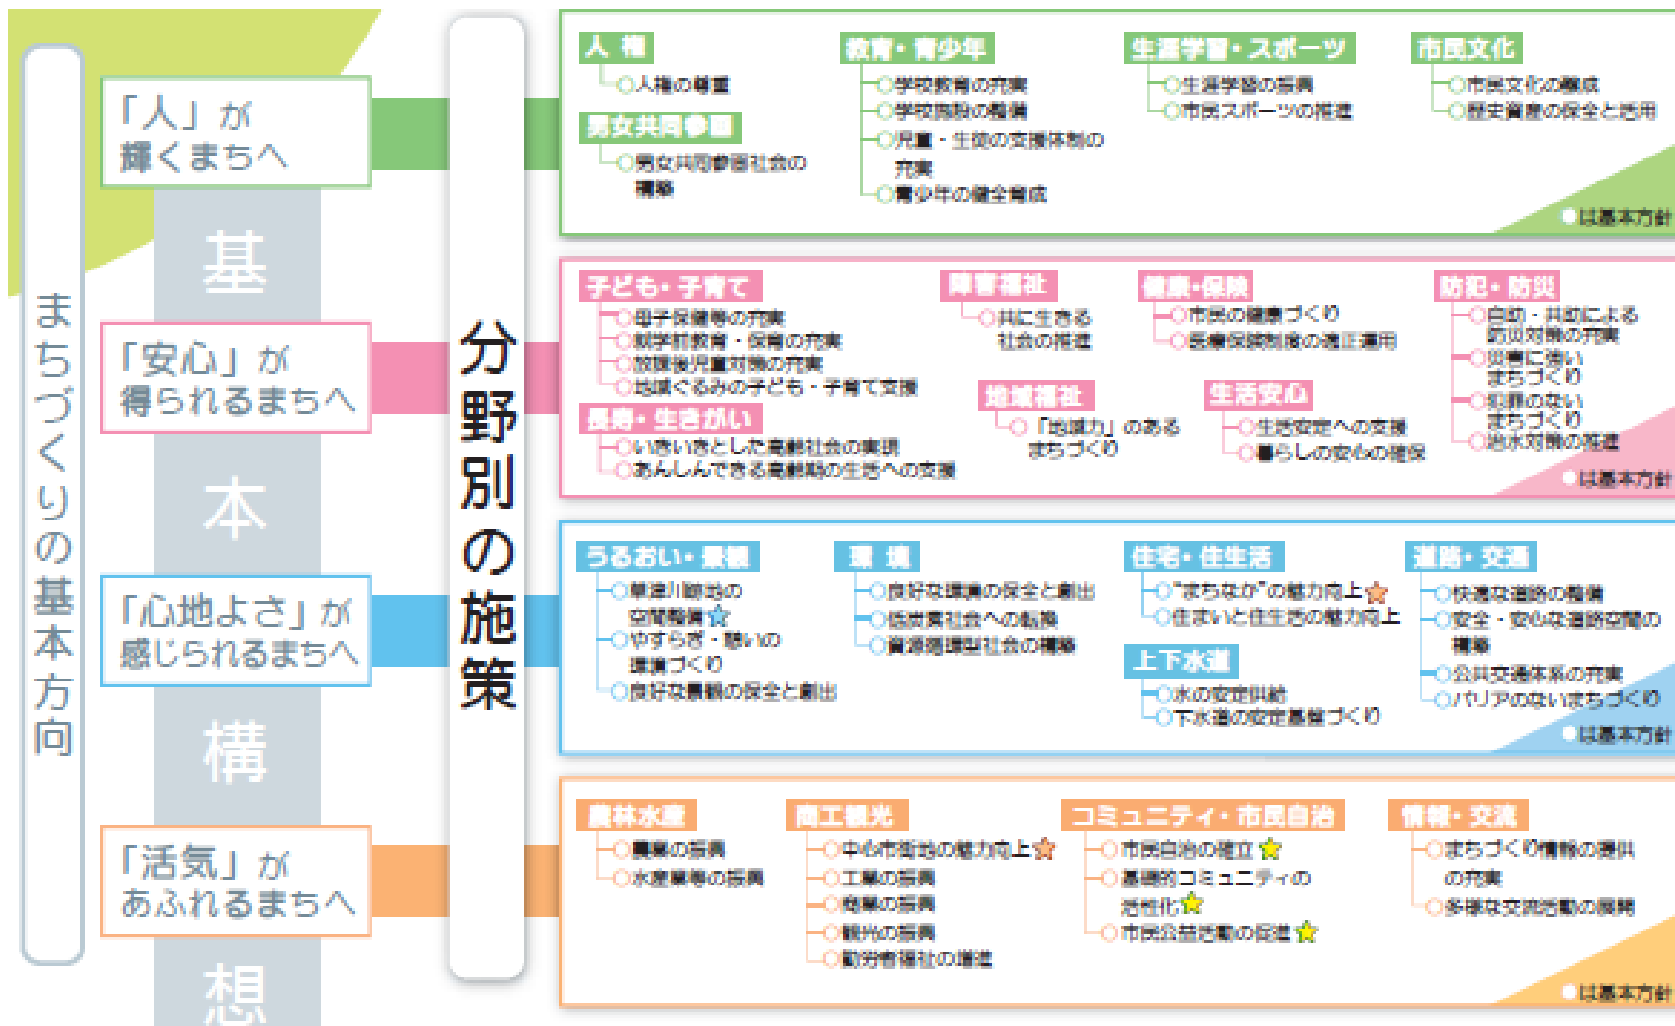 まちづくりの基本方向
基本構想
「人」が
輝くまちへ
「安心」が
得られるまちへ
「心地よさ」が
感じられるまちへ
「活気」が
あふれるまちへ
分野別の施策
人 権
○人権の尊重
男女共同参画
○男女共同参画社会の
構築
教育・青少年
○学校教育の充実
○学校施設の整備
○児童・生徒の支援体制の
充実
○青少年の健全育成
生涯学習・スポーツ
○生涯学習の振興
○市民スポーツの推進
市民文化
○市民文化の醸成
○歴史資産の保全と活用
○は基本方針
子ども・子育て
○母子保健等の充実
○就学前教育・保育の充実
○放課後児童対策の充実
○地域ぐるみの子ども・子育て支援
長寿・生きがい
○いきいきとした高齢社会の実現
○あんしんできる高齢期の生活への支援
障害福祉
○共に生きる
社会の推進
地域福祉
○「地域力」のある
まちづくり
健康・保険
○市民の健康づくり
○医療保険制度の適正運用
生活安心
○生活安定への支援
○暮らしの安心の確保
防犯・防災
○自助・共助による
防災対策の充実
○災害に強い
まちづくり
○犯罪のない
まちづくり
○治水対策の推進
○は基本方針
うるおい・景観
○草津川跡地の
空間整備☆
○やすらぎ・憩いの
環境づくり
○良好な景観の保全と創出
環 境
○良好な環境の保全と創出
○低炭素社会への転換
○資源循環型社会の構築
住宅・住生活
○“まちなか”の魅力向上☆
○住まいと住生活の魅力向上
上下水道
○水の安定供給
○下水道の安定基盤づくり
道路・交通
○快適な道路の整備
○安全・安心な道路空間の
構築
○公共交通体系の充実
○バリアのないまちづくり
○は基本方針
農林水産
○農業の振興
○水産業等の振興
商工観光
○中心市街地の魅力向上☆
○工業の振興
○商業の振興
○観光の振興
○勤労者福祉の増進
コミュニティ・市民自治
○市民自治の確立☆
○基礎的コミュニティの
活性化☆
○市民公益活動の促進☆
情報・交流
○まちづくり情報の提供
の充実
○多様な交流活動の展開
○は基本方針